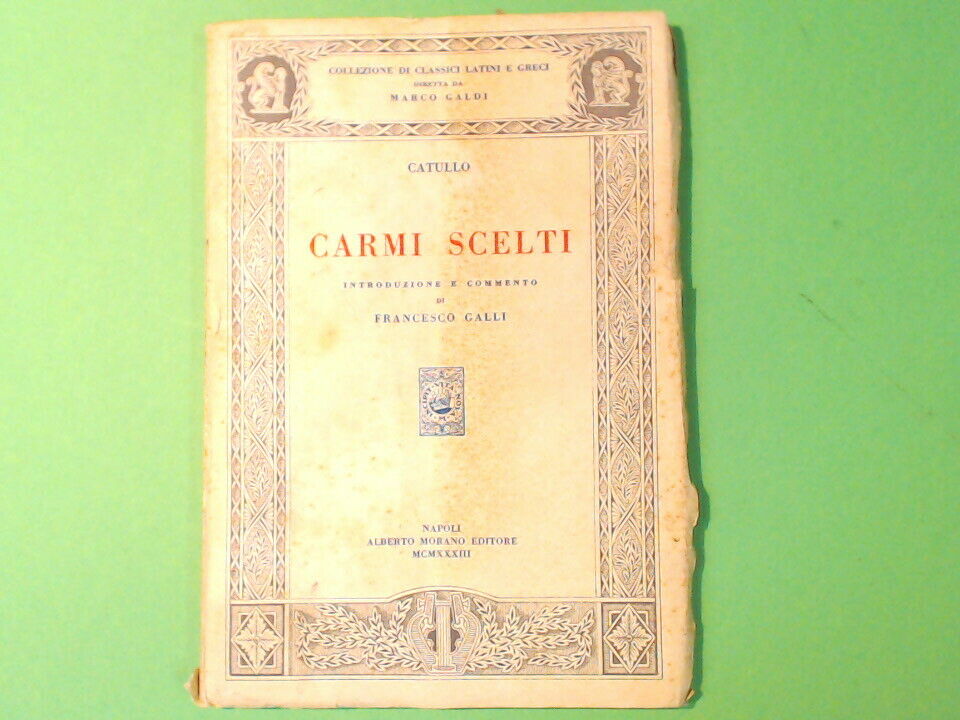 COLLEZIONE DI CLASSICI LATINI E GRECI
DIRETTA DA
MARCO GALDI
CATULLO
CARMI SCELTI
INTRODUZIONE E COMMENTO
DI
FRANCESCO GALLI
NAPOLI
ALBERTO MORANO EDITORE
MCMXXXIII